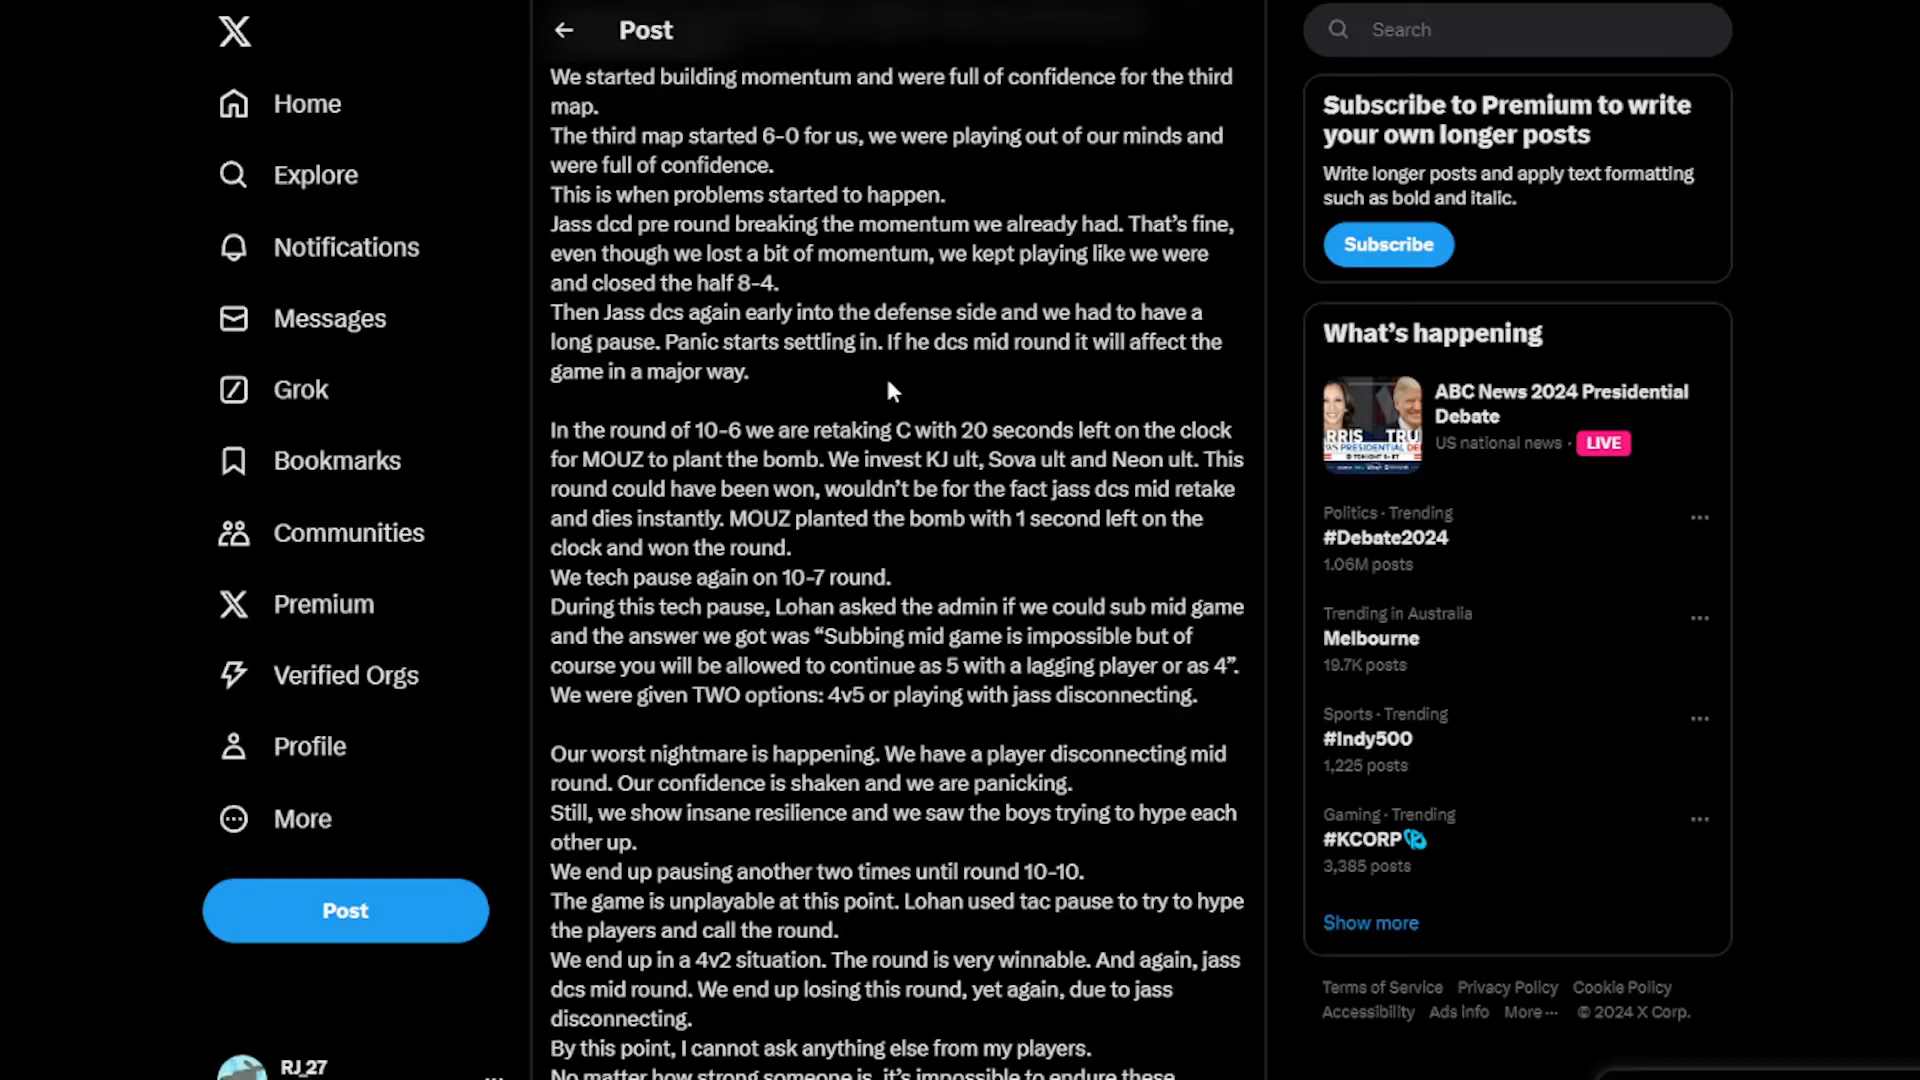 Home
Explore
Notifications
Messages
Grok
Bookmarks
Communities
Premium
Verified Orgs
Profile
More
Post
RJ_27
Post
We started building momentum and were full of confidence for the third
map.
The third map started 6-0 for us, we were playing out of our minds and
were full of confidence.
This is when problems started to happen.
Jass dcd pre round breaking the momentum we already had. That’s fine,
even though we lost a bit of momentum, we kept playing like we were
and closed the half 8-4.
Then Jass dcs again early into the defense side and we had to have a
long pause. Panic starts settling in. If he dcs mid round it will affect the
game in a major way.
In the round of 10-6 we are retaking C with 20 seconds left on the clock
for MOUZ to plant the bomb. We invest KJ ult, Sova ult and Neon ult. This
round could have been won, wouldn’t be for the fact jass dcs mid retake
and dies instantly. MOUZ planted the bomb with 1 second left on the
clock and won the round.
We tech pause again on 10-7 round.
During this tech pause, Lohan asked the admin if we could sub mid game
and the answer we got was “Subbing mid game is impossible but of
course you will be allowed to continue as 5 with a lagging player or as 4”.
We were given TWO options: 4v5 or playing with jass disconnecting.
Our worst nightmare is happening. We have a player disconnecting mid
round. Our confidence is shaken and we are panicking.
Still, we show insane resilience and we saw the boys trying to hype each
other up.
We end up pausing another two times until round 10-10.
The game is unplayable at this point. Lohan used tac pause to try to hype
the players and call the round.
We end up in a 4v2 situation. The round is very winnable. And again, jass
dcs mid round. We end up losing this round, yet again, due to jass
disconnecting.
By this point, I cannot ask anything else from my players.
No matter how strong someone is, it’s impossible to endure these
Search
Subscribe to Premium to write
your own longer posts
Write longer posts and apply text formatting
such as bold and italic.
Subscribe
What’s happening
ABC News 2024 Presidential
Debate
US national news · LIVE
Politics · Trending
#Debate2024
1.06M posts
Trending in Australia
Melbourne
19.7K posts
Sports · Trending
#Indy500
1,225 posts
Gaming · Trending
#KCORP
3,385 posts
Show more
Terms of Service Privacy Policy Cookie Policy
Accessibility Ads info More ··· © 2024 X Corp.